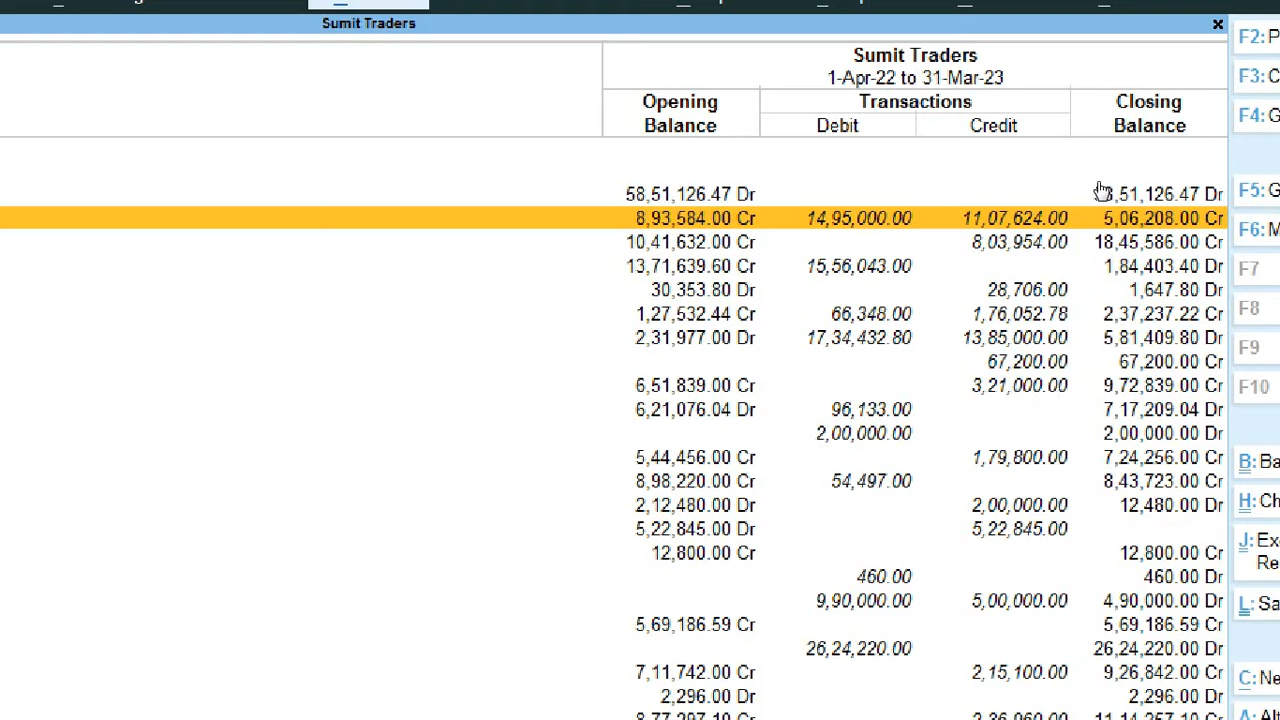 Sumit Traders
Sumit Traders
1-Apr-22 to 31-Mar-23
Opening Balance Transactions Closing Balance
Debit Credit
58,51,126.47 Dr ,51,126.47 Dr
8,93,584.00 Cr 14,95,000.00 11,07,624.00 5,06,208.00 Cr
10,41,632.00 Cr 8,03,954.00 18,45,586.00 Cr
13,71,639.60 Cr 15,56,043.00 1,84,403.40 Dr
30,353.80 Dr 28,706.00 1,647.80 Dr
1,27,532.44 Cr 66,348.00 1,76,052.78 2,37,237.22 Cr
2,31,977.00 Dr 17,34,432.80 13,85,000.00 5,81,409.80 Dr
67,200.00 67,200.00 Cr
6,51,839.00 Cr 3,21,000.00 9,72,839.00 Cr
6,21,076.04 Dr 96,133.00 7,17,209.04 Dr
2,00,000.00 2,00,000.00 Dr
5,44,456.00 Cr 1,79,800.00 7,24,256.00 Cr
8,98,220.00 Cr 54,497.00 8,43,723.00 Cr
2,12,480.00 Dr 2,00,000.00 12,480.00 Dr
5,22,845.00 Dr 5,22,845.00
12,800.00 Cr 12,800.00 Cr
460.00 460.00 Dr
9,90,000.00 5,00,000.00 4,90,000.00 Dr
5,69,186.59 Cr 5,69,186.59 Cr
26,24,220.00 26,24,220.00 Dr
7,11,742.00 Cr 2,15,100.00 9,26,842.00 Cr
2,296.00 Dr 2,296.00 Dr
F2: P
F3: C
F4: G
F5: G
F6: M
F7
F8
F9
F10
B: Ba
H: Ch
J: Ex
Re
L: Sa
C: Ne
A: Alt